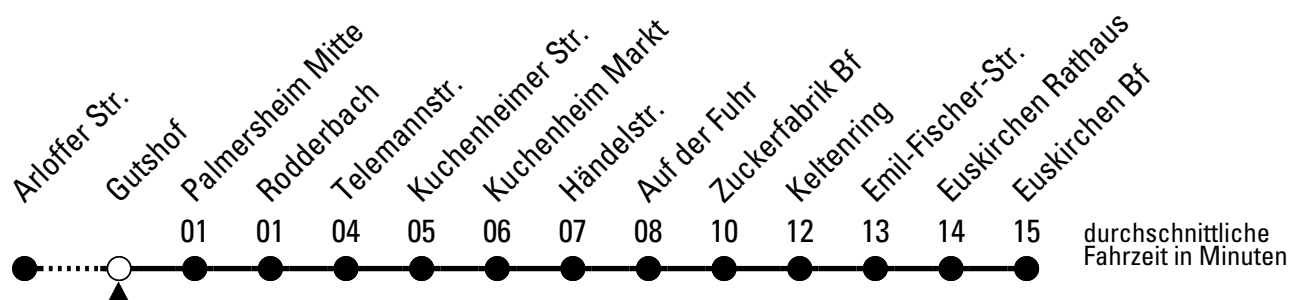 Arloffer Str.
Gutshof
Palmersheim Mitte
Rodderbach
Telemannstr.
Kuchenheimer Str.
Kuchenheim Markt
Händelstr.
Auf der Fuhr
Zuckerfabrik Bf
Keltenring
Emil-Fischer-Str.
Euskirchen Rathaus
Euskirchen Bf
01 01 04 05 06 07 08 10 12 13 14 15
durchschnittliche
Fahrzeit in Minuten